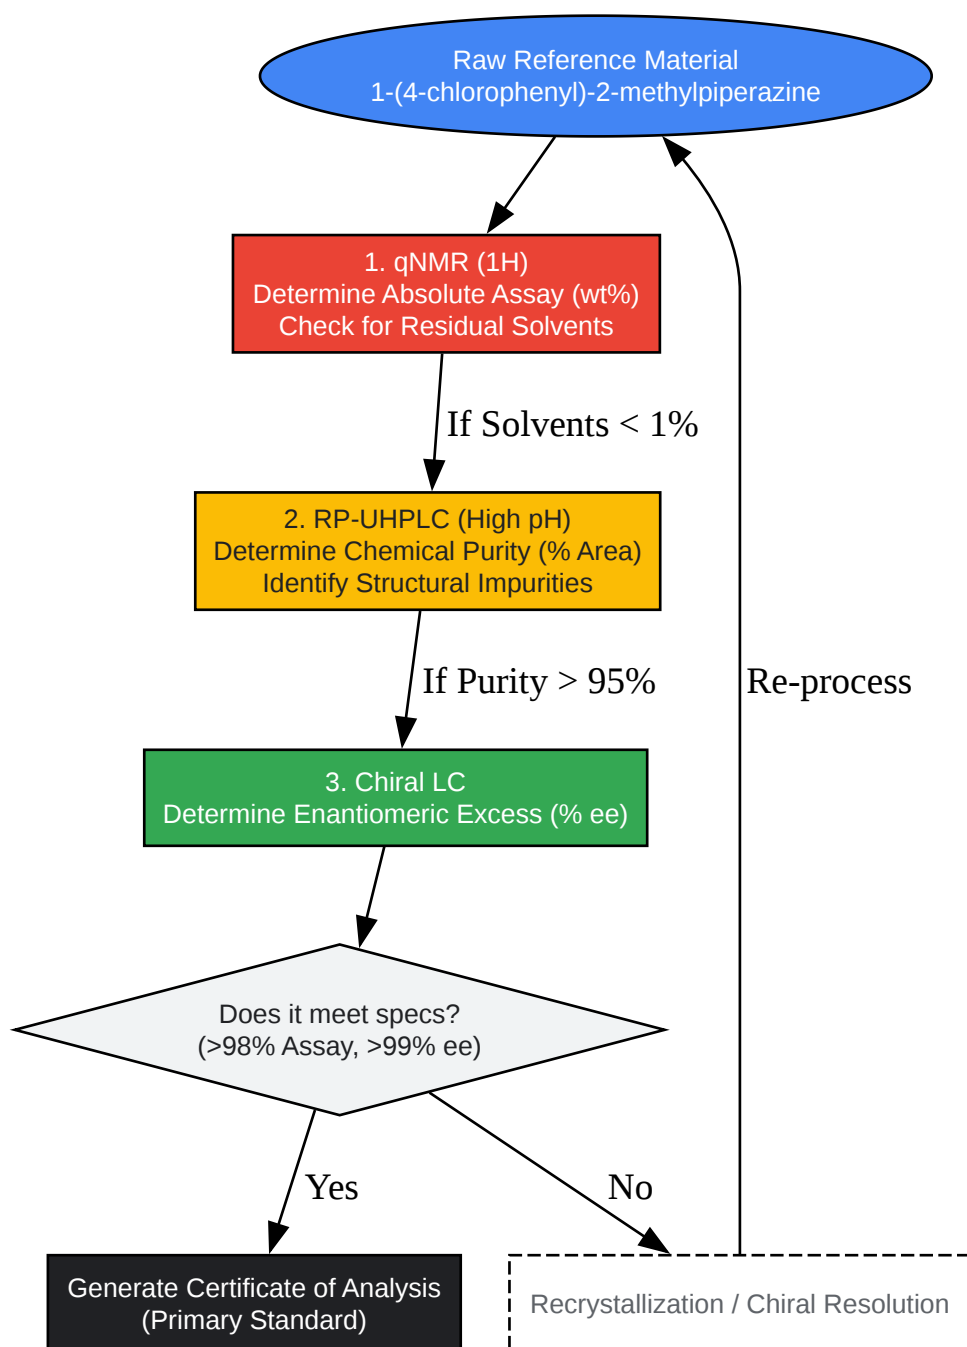 Raw Reference Material
1-(4-chlorophenyl)-2-methylpiperazine
1. qNMR (1H)
Determine Absolute Assay (wt%)
Check for Residual Solvents
If Solvents < 1%
2. RP-UHPLC (High pH)
Determine Chemical Purity (% Area)
Identify Structural Impurities
If Purity > 95%
Re-process
3. Chiral LC
Determine Enantiomeric Excess (% ee)
Does it meet specs?
(>98% Assay, >99% ee)
Yes
No
Generate Certificate of Analysis
(Primary Standard)
Recrystallization / Chiral Resolution